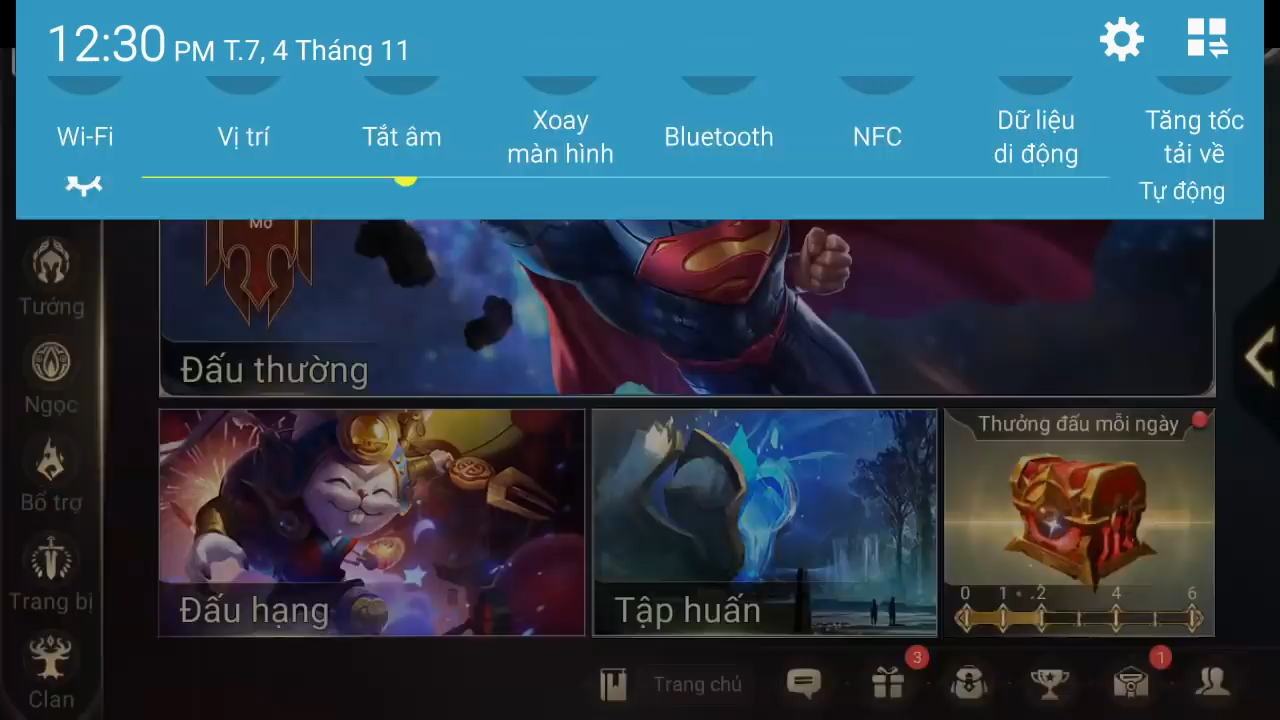 12:30 PM T.7, 4 Tháng 11
Wi-Fi
Vị trí
Tắt âm
Xoay
màn hình
Bluetooth
NFC
Dữ liệu
di động
Tăng tốc
tải về
Tự động
Mở
Tướng
Ngọc
Bổ trợ
Trang bị
Clan
Đấu thường
Đấu hạng
Tập huấn
Thưởng đấu mỗi ngày
0 1 2 4 6
Trang chủ
3
1